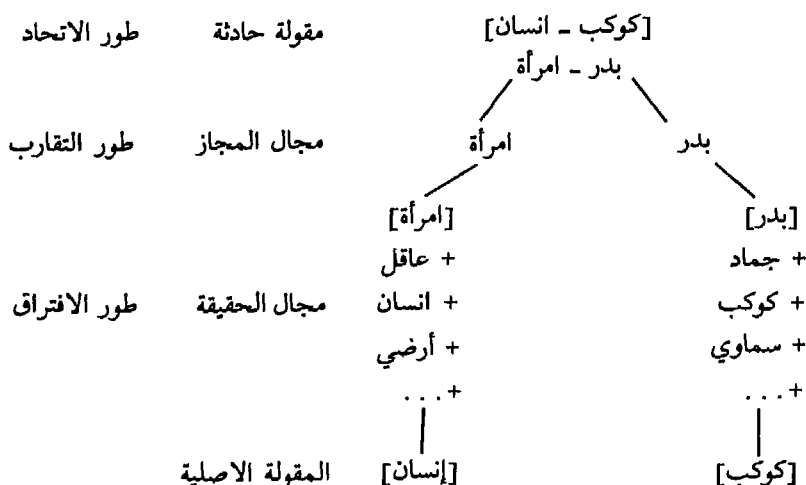 [كوكب - انسان] مقولة حادثة طور الاتحاد
بدر - امرأة
بدر امرأة مجال المجاز طور التقارب
[بدر] [امرأة]
+ جماد + عاقل
+ كوكب + انسان مجال الحقيقة طور الافتراق
+ سماوي + أرضي
+... +...
[كوكب] [إنسان] المقولة الاصلية